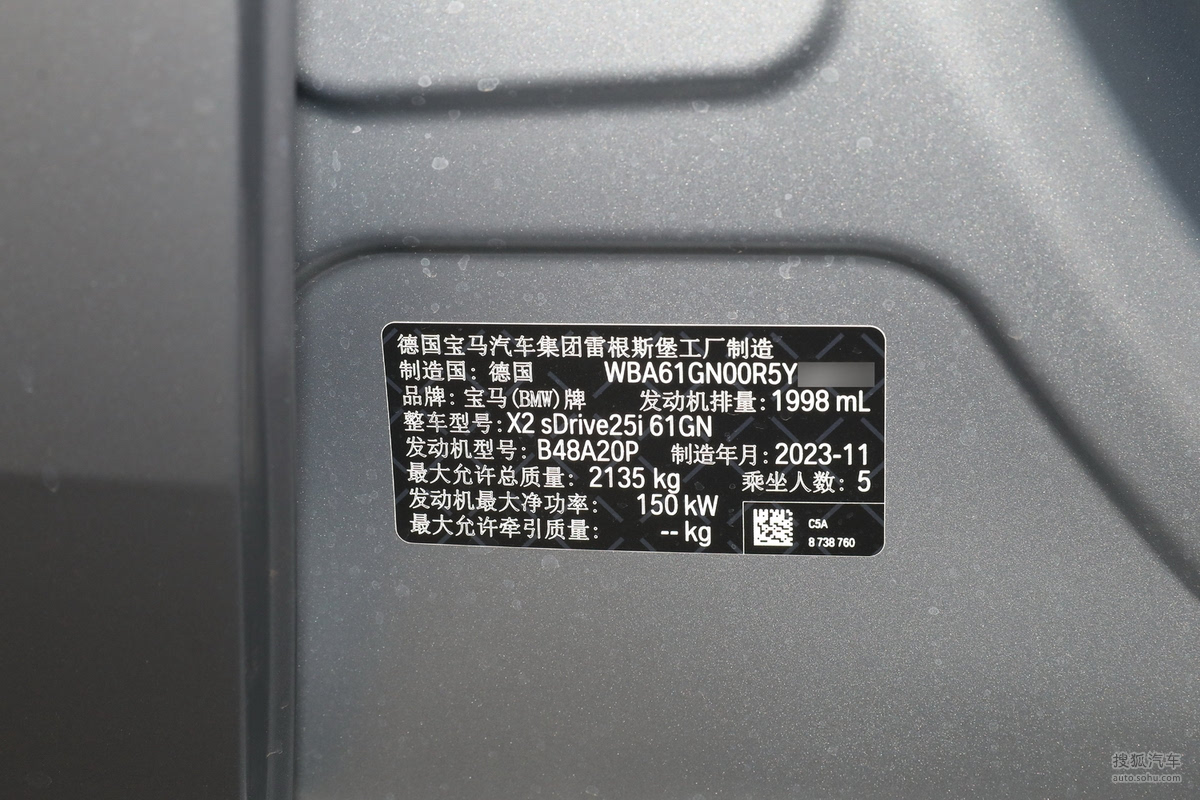 德国宝马汽车集团雷根斯堡工厂制造
制造国：德国 WBA61GN00R5Y
品牌：宝马(BMW)牌 发动机排量：1998 mL
整车型号：X2 sDrive25i 61GN
发动机型号：B48A20P 制造年月：2023-11
最大允许总质量：2135 kg 乘坐人数：5
发动机最大净功率：150 kW
最大允许牵引质量：-- kg
C5A
8 738 760
搜狐汽车
auto.sohu.com